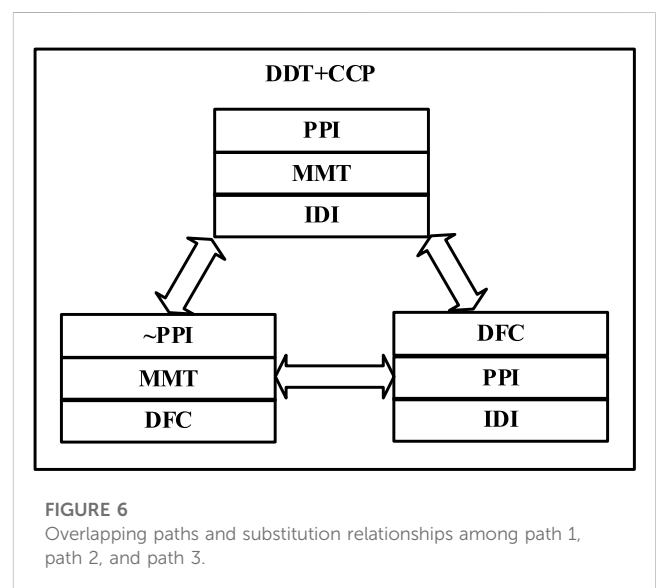 DDT+CCP
PPI
MMT
IDI
~PPI
MMT
DFC
DFC
PPI
IDI
FIGURE 6
Overlapping paths and substitution relationships among path 1,
path 2, and path 3.